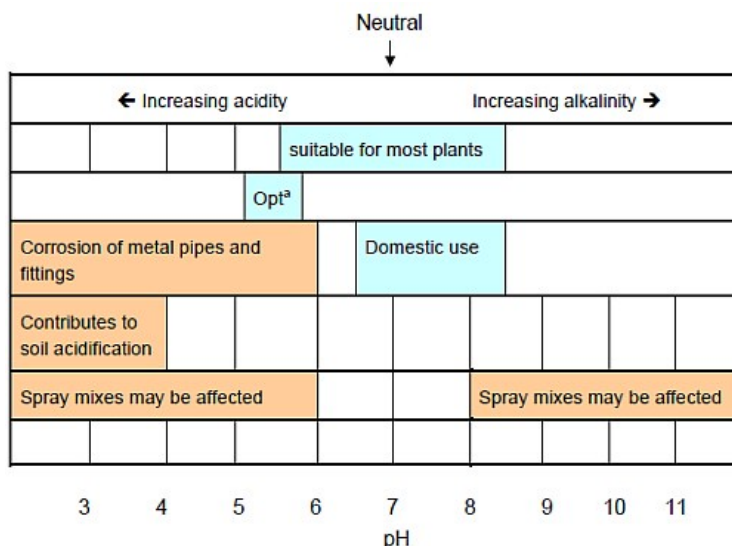 Neutral
↓
← Increasing acidity Increasing alkalinity →
suitable for most plants
Optᵃ
Corrosion of metal pipes and
fittings
Domestic use
Contributes to
soil acidification
Spray mixes may be affected Spray mixes may be affected
3 4 5 6 7 8 9 10 11
pH